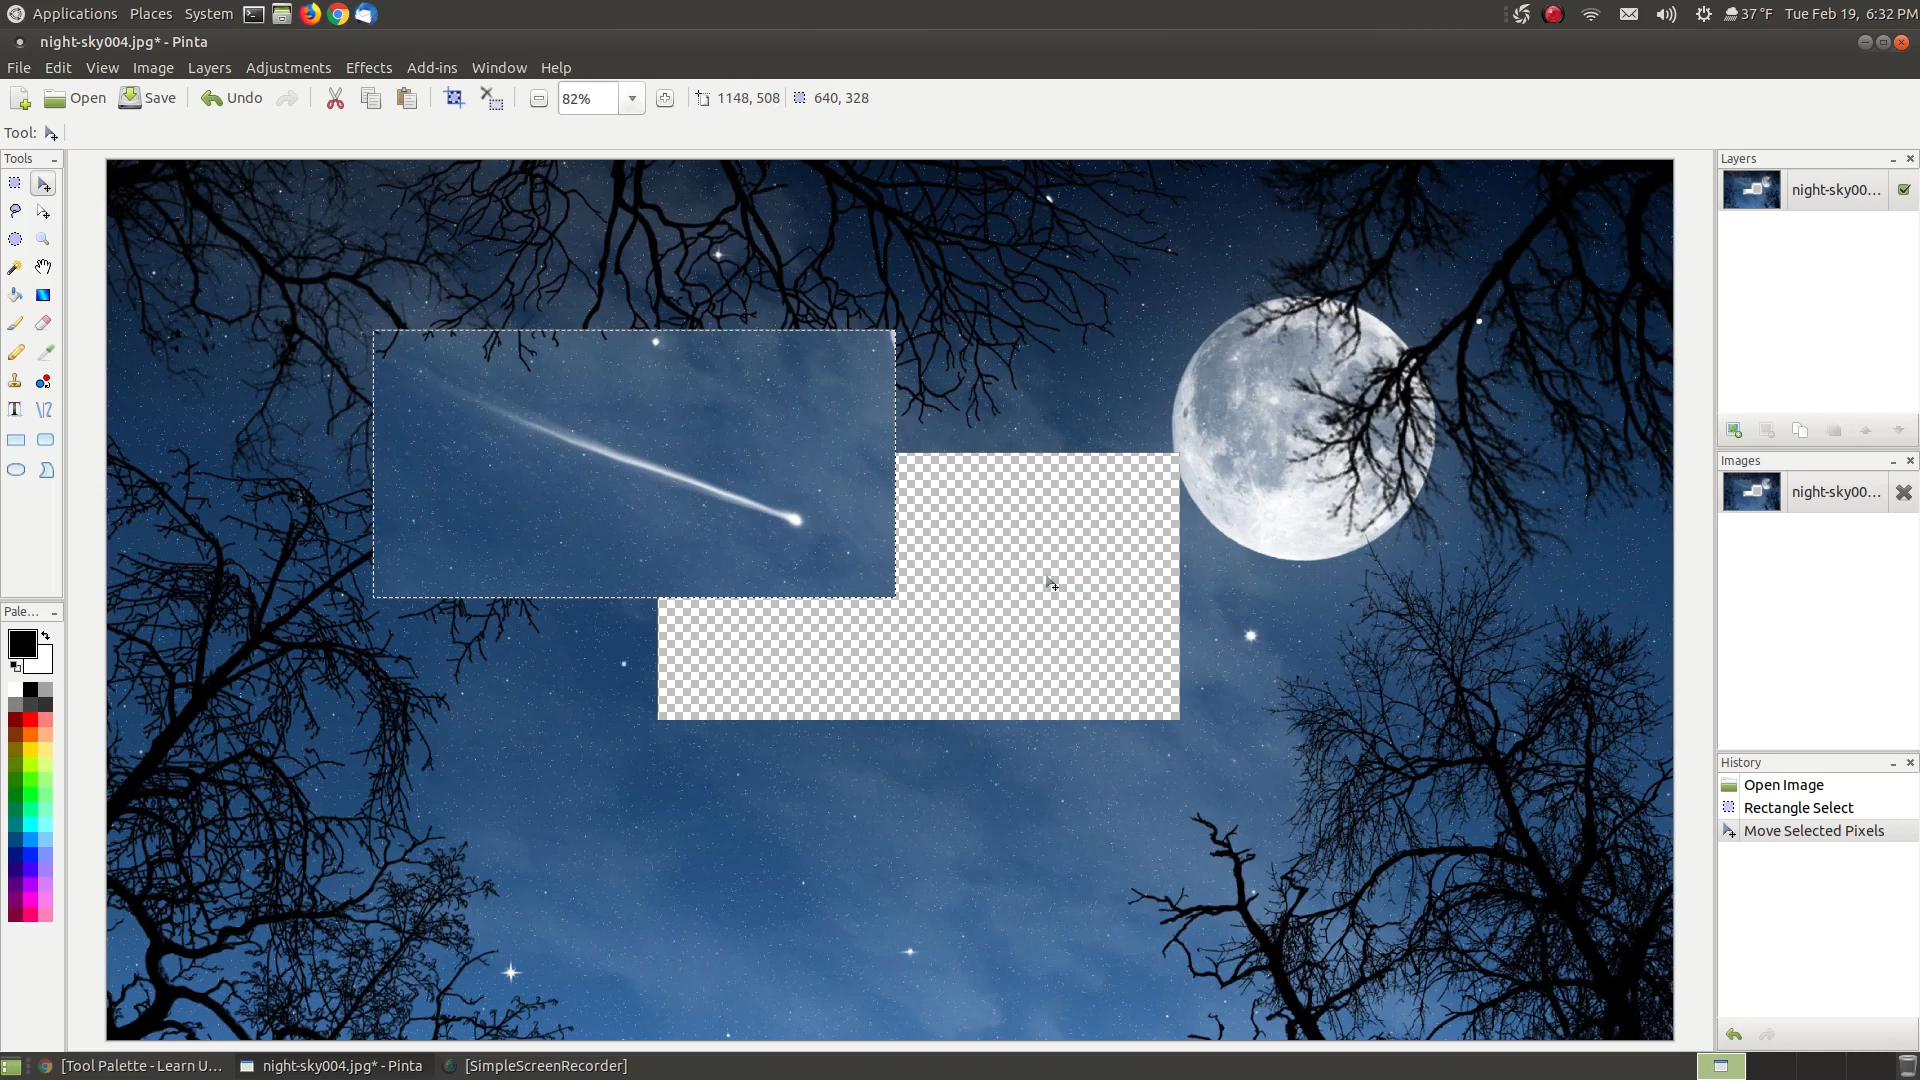 Applications Places System
37 °F Tue Feb 19, 6:32 PM
night-sky004.jpg* - Pinta
File Edit View Image Layers Adjustments Effects Add-ins Window Help
Open Save Undo 82% 1148, 508 640, 328
Tool:
Tools
Layers
night-sky00...
Images
night-sky00...
Pale...
History
Open Image
Rectangle Select
Move Selected Pixels
[Tool Palette - Learn U... night-sky004.jpg* - Pinta [SimpleScreenRecorder]